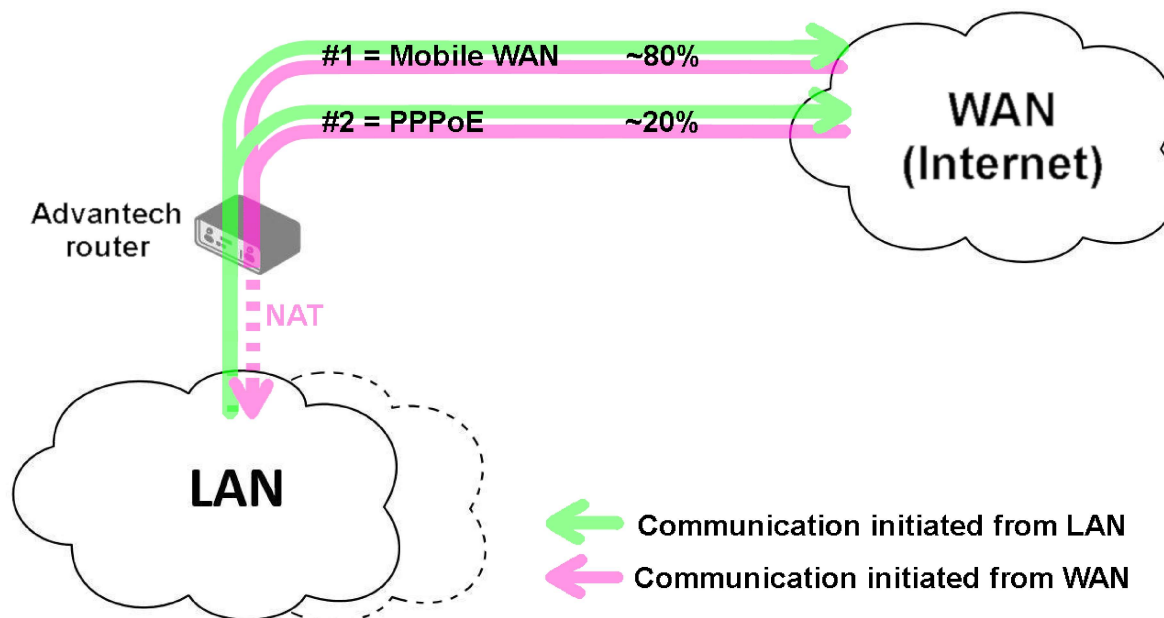 #1 = Mobile WAN ~80%
#2 = PPPoE ~20%
WAN
(Internet)
Advantech
router
NAT
LAN
Communication initiated from LAN
Communication initiated from WAN